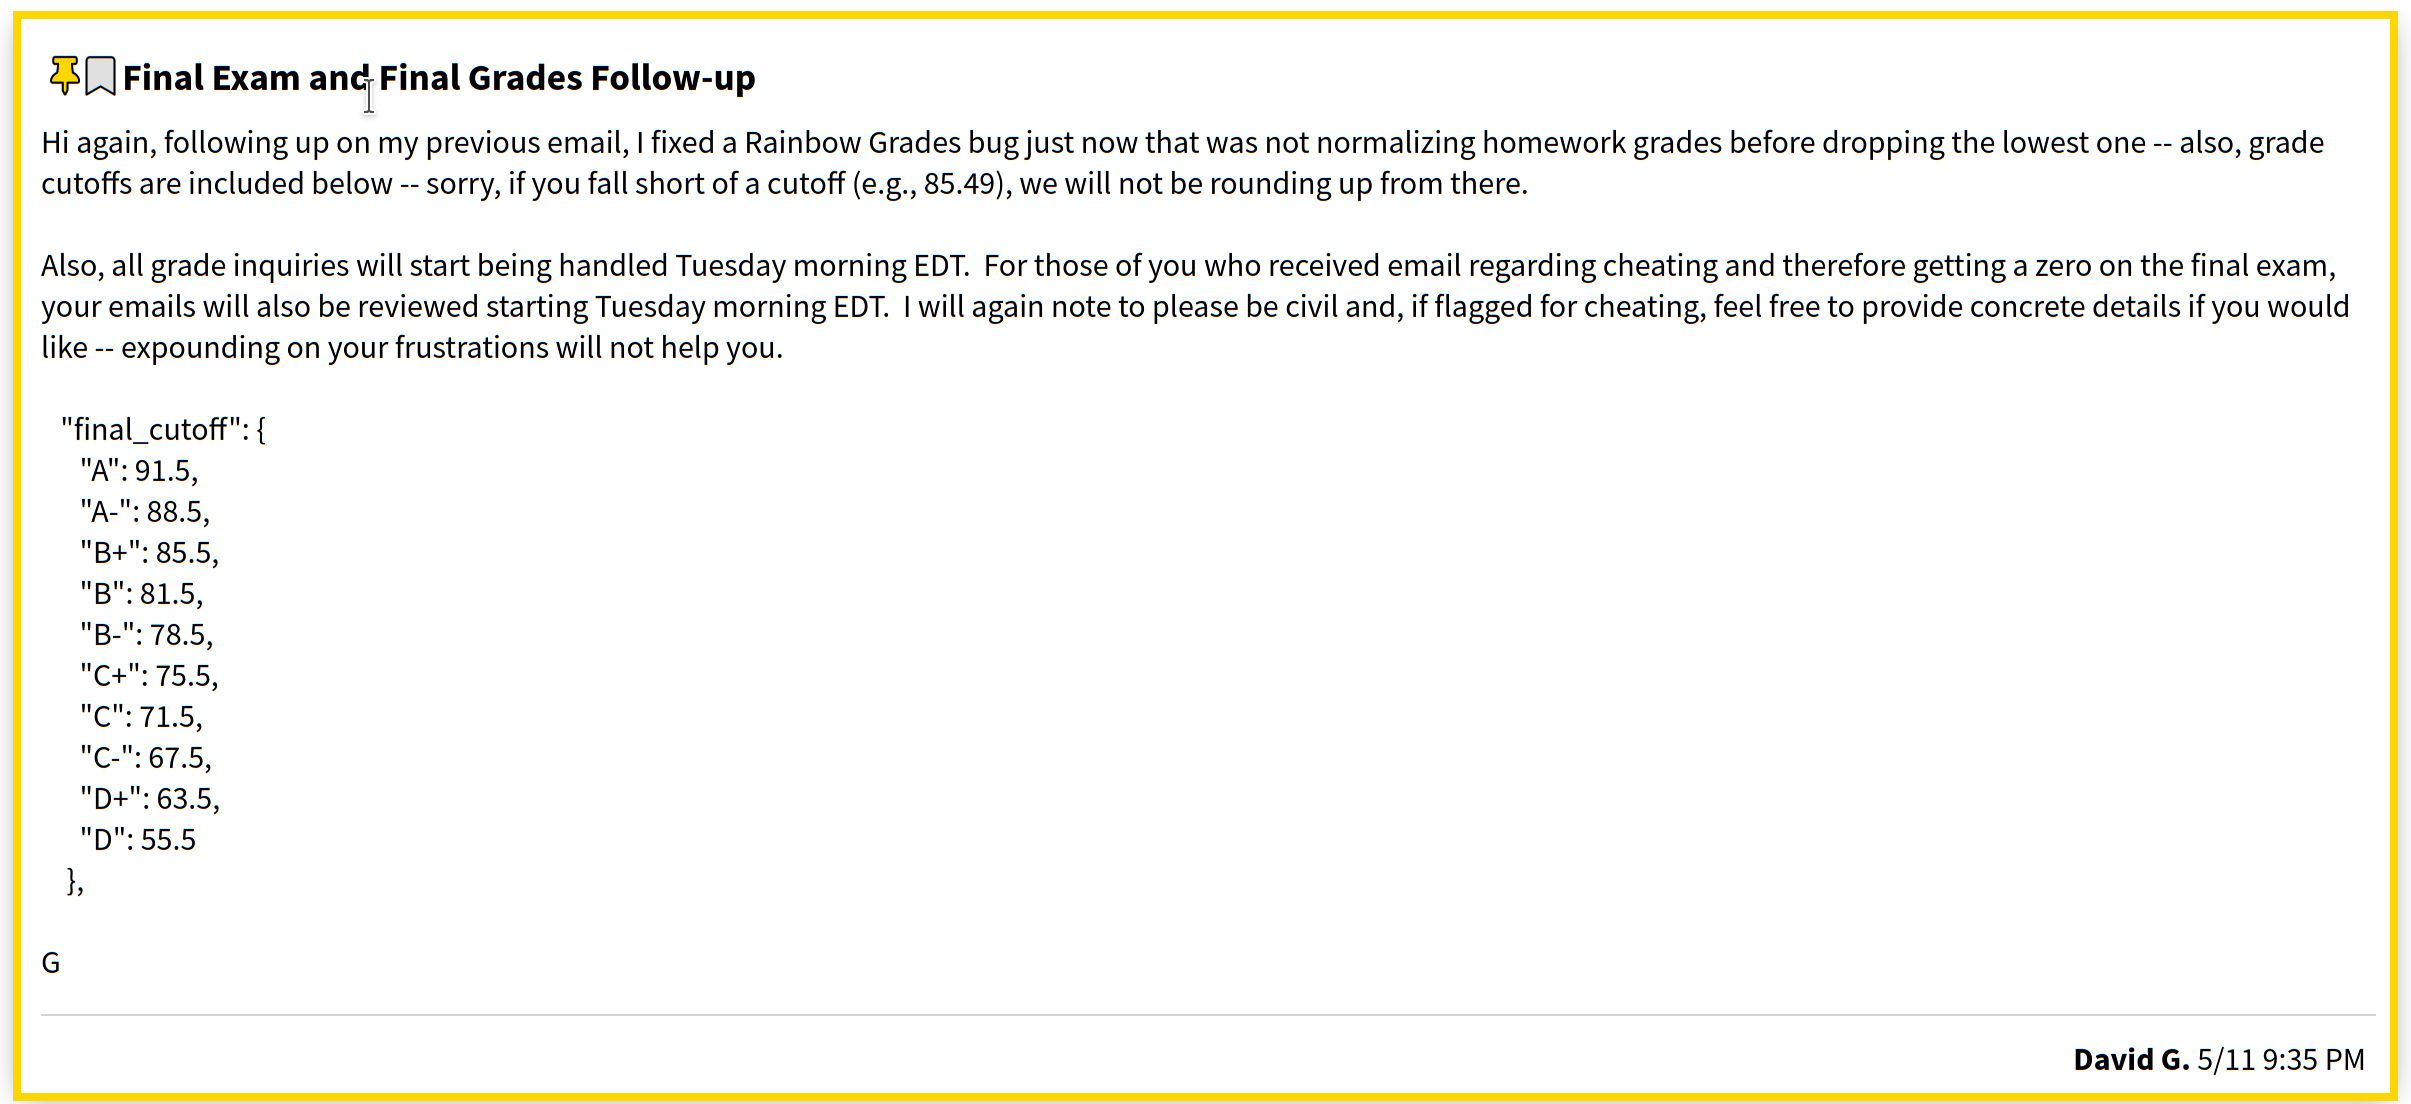 Final Exam and Final Grades Follow-up
Hi again, following up on my previous email, I fixed a Rainbow Grades bug just now that was not normalizing homework grades before dropping the lowest one -- also, grade
cutoffs are included below -- sorry, if you fall short of a cutoff (e.g., 85.49), we will not be rounding up from there.
Also, all grade inquiries will start being handled Tuesday morning EDT.  For those of you who received email regarding cheating and therefore getting a zero on the final exam,
your emails will also be reviewed starting Tuesday morning EDT.  I will again note to please be civil and, if flagged for cheating, feel free to provide concrete details if you would
like -- expounding on your frustrations will not help you.
"final_cutoff": {
"A": 91.5,
"A-": 88.5,
"B+": 85.5,
"B": 81.5,
"B-": 78.5,
"C+": 75.5,
"C": 71.5,
"C-": 67.5,
"D+": 63.5,
"D": 55.5
},
G
David G. 5/11 9:35 PM